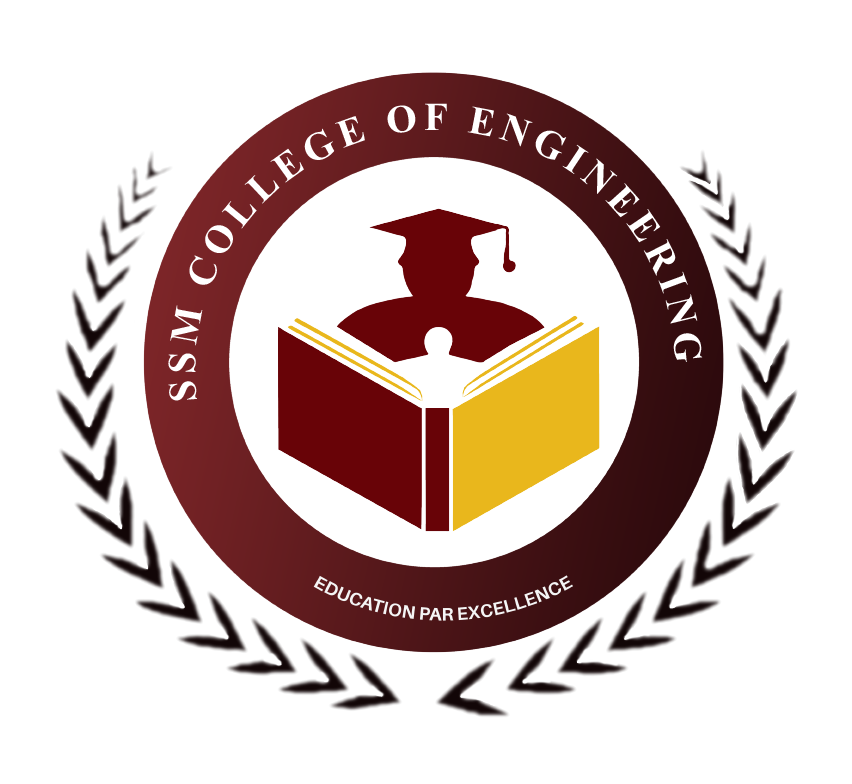 SSM COLLEGE OF ENGINEERING
EDUCATION PAR EXCELLENCE